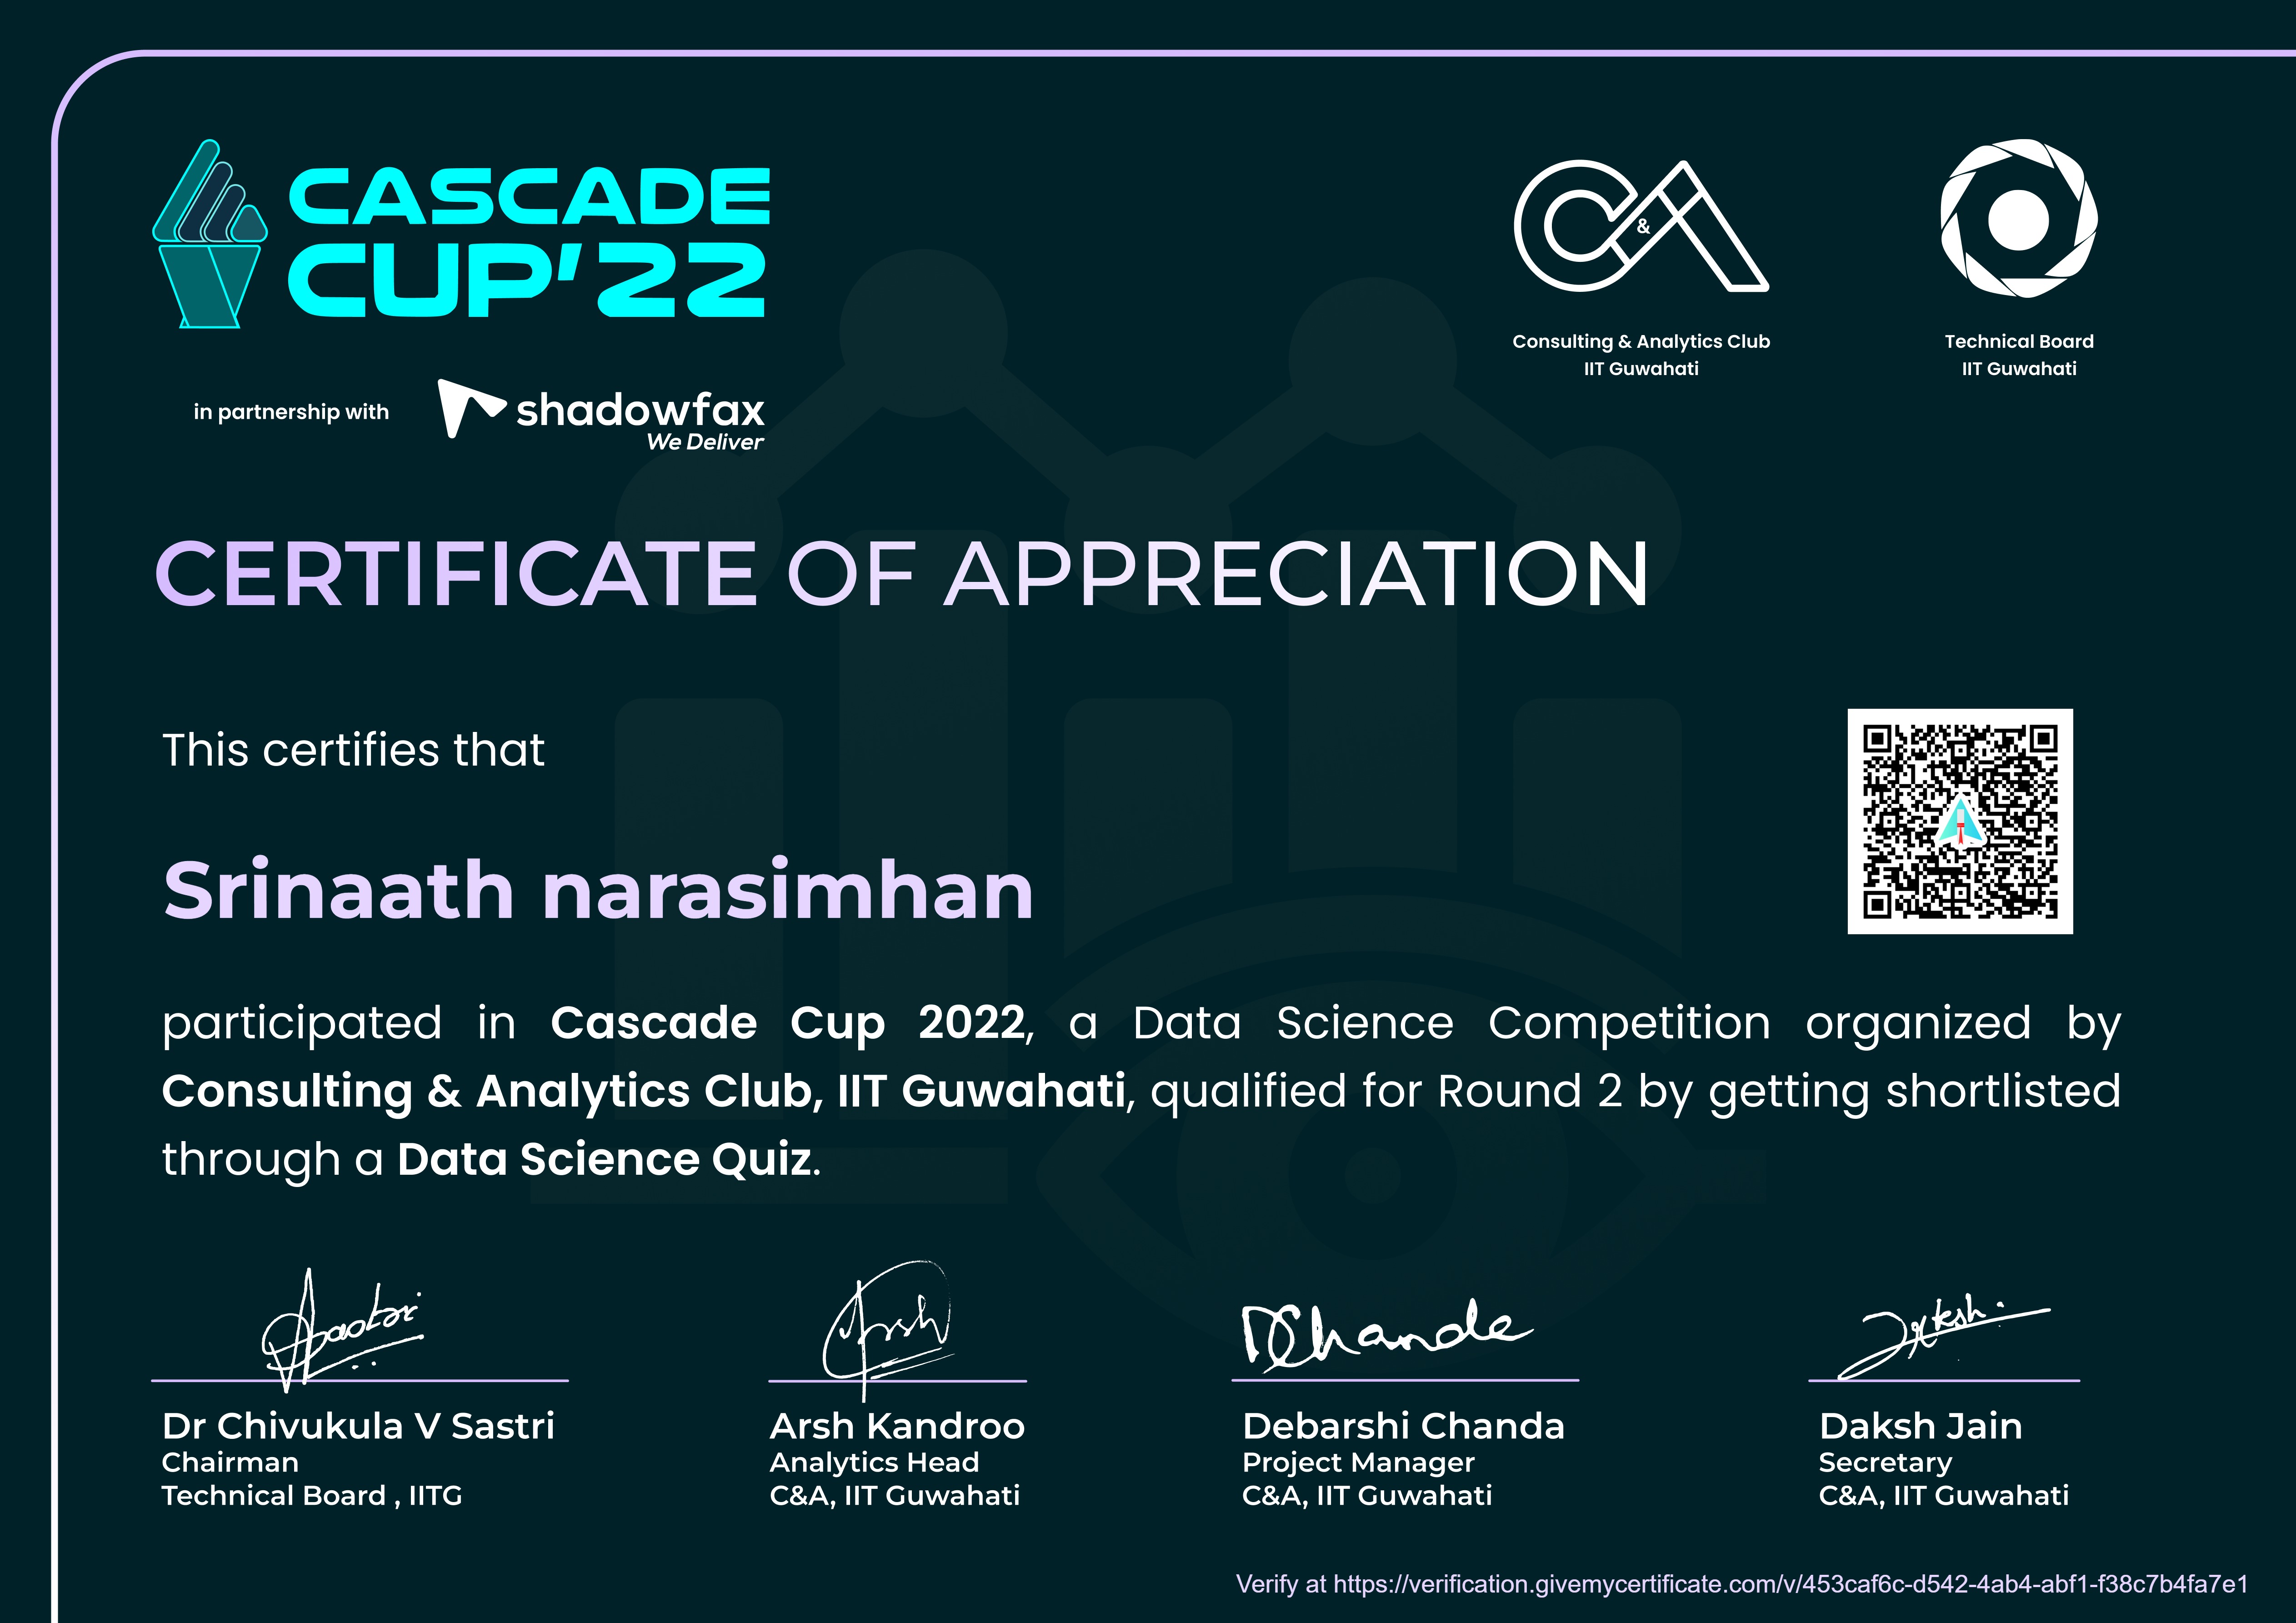 CASCADE
CUP'22
in partnership with
shadowfax
We Deliver
C&A
Consulting & Analytics Club
IIT Guwahati
Technical Board
IIT Guwahati
CERTIFICATE OF APPRECIATION
This certifies that
Srinaath narasimhan
participated in Cascade Cup 2022, a Data Science Competition organized by
Consulting & Analytics Club, IIT Guwahati, qualified for Round 2 by getting shortlisted
through a Data Science Quiz.
Sastri
Arsh
DChanda
Daksh
Dr Chivukula V Sastri
Chairman
Technical Board , IITG
Arsh Kandroo
Analytics Head
C&A, IIT Guwahati
Debarshi Chanda
Project Manager
C&A, IIT Guwahati
Daksh Jain
Secretary
C&A, IIT Guwahati
Verify at https://verification.givemycertificate.com/v/453caf6c-d542-4ab4-abf1-f38c7b4fa7e1